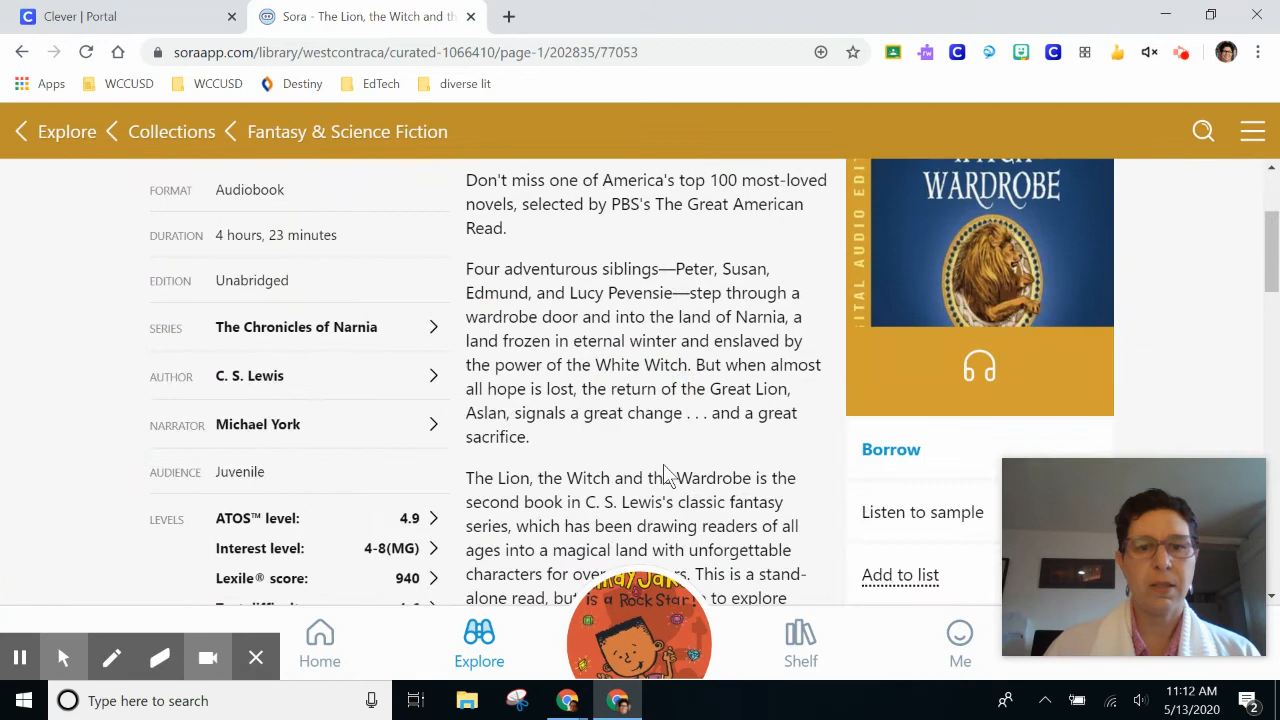 Clever | Portal
Sora - The Lion, the Witch and th
soraapp.com/library/westcontraca/curated-1066410/page-1/202835/77053
Apps WCCUSD WCCUSD Destiny EdTech diverse lit
Explore Collections Fantasy & Science Fiction
FORMAT Audiobook
DURATION 4 hours, 23 minutes
EDITION Unabridged
SERIES The Chronicles of Narnia
AUTHOR C. S. Lewis
NARRATOR Michael York
AUDIENCE Juvenile
LEVELS ATOS™ level: 4.9
Interest level: 4-8(MG)
Lexile® score: 940
Don't miss one of America's top 100 most-loved
novels, selected by PBS's The Great American
Read.
Four adventurous siblings—Peter, Susan,
Edmund, and Lucy Pevensie—step through a
wardrobe door and into the land of Narnia, a
land frozen in eternal winter and enslaved by
the power of the White Witch. But when almost
all hope is lost, the return of the Great Lion,
Aslan, signals a great change . . . and a great
sacrifice.
The Lion, the Witch and the Wardrobe is the
second book in C. S. Lewis's classic fantasy
series, which has been drawing readers of all
ages into a magical land with unforgettable
characters for over rs. This is a stand-
alone read, but to explore
WARDROBE
Borrow
Listen to sample
Add to list
is a Rock Star!
Home
Explore
Shelf
Me
Type here to search
11:12 AM
5/13/2020
2